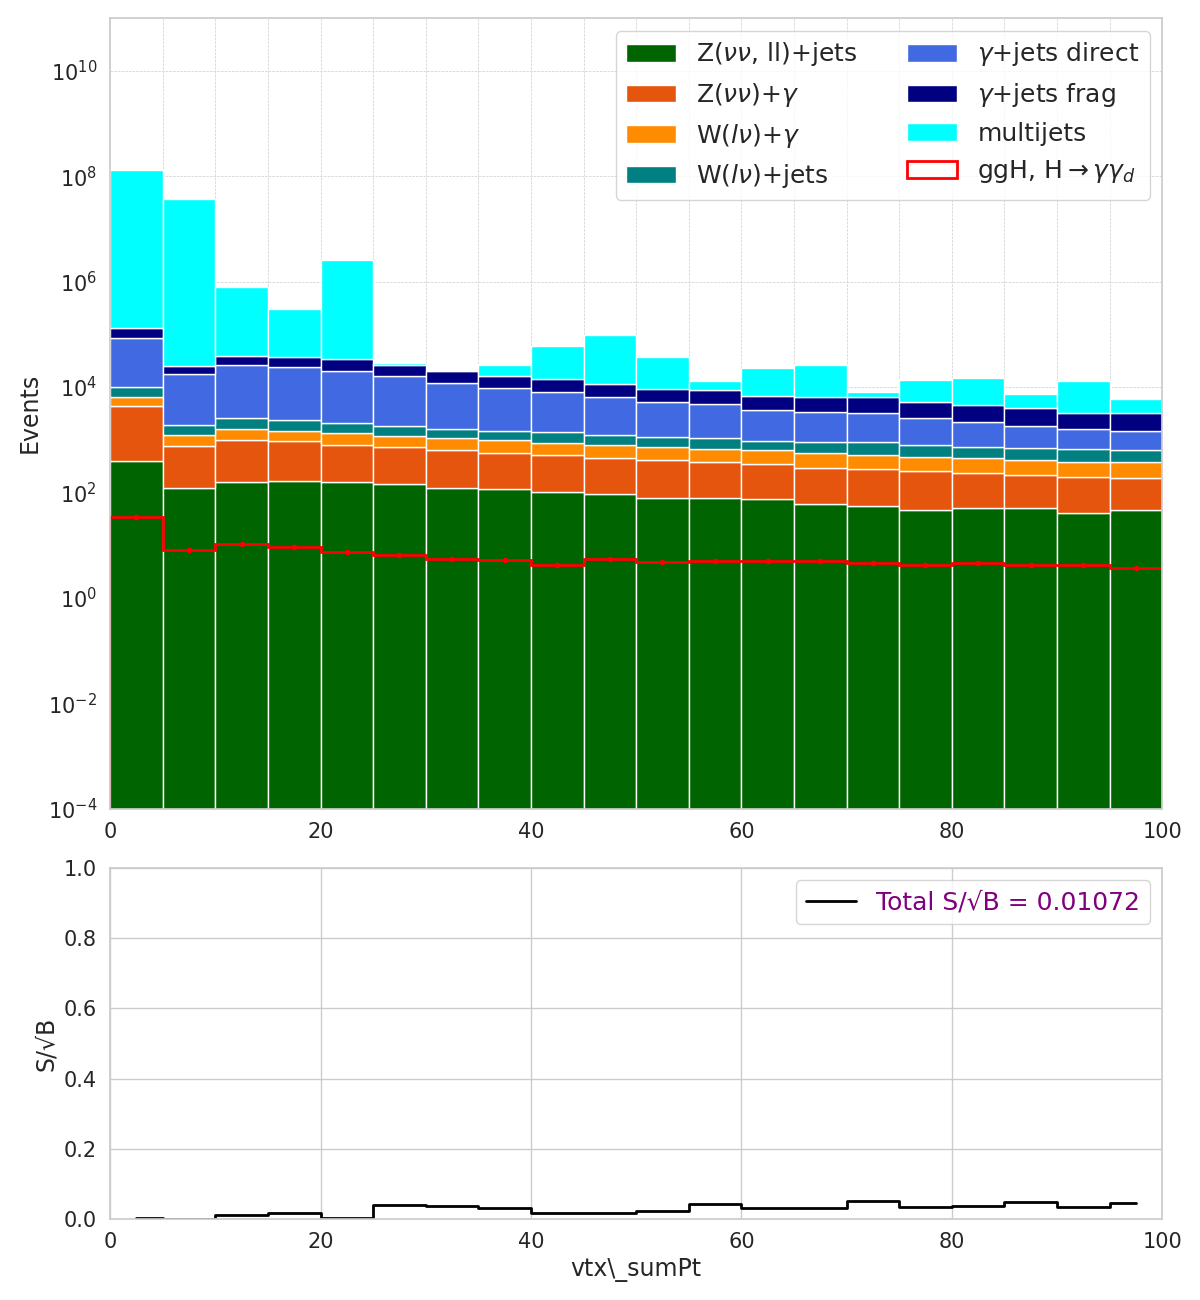 Z(νν, ll)+jets
Z(νν)+γ
W(lν)+γ
W(lν)+jets
γ+jets direct
γ+jets frag
multijets
ggH, H→γγ_d
Events
10^10
10^8
10^6
10^4
10^2
10^0
10^−2
10^−4
0 20 40 60 80 100
Total S/√B = 0.01072
S/√B
1.0
0.8
0.6
0.4
0.2
0.0
0 20 40 60 80 100
vtx\_sumPt